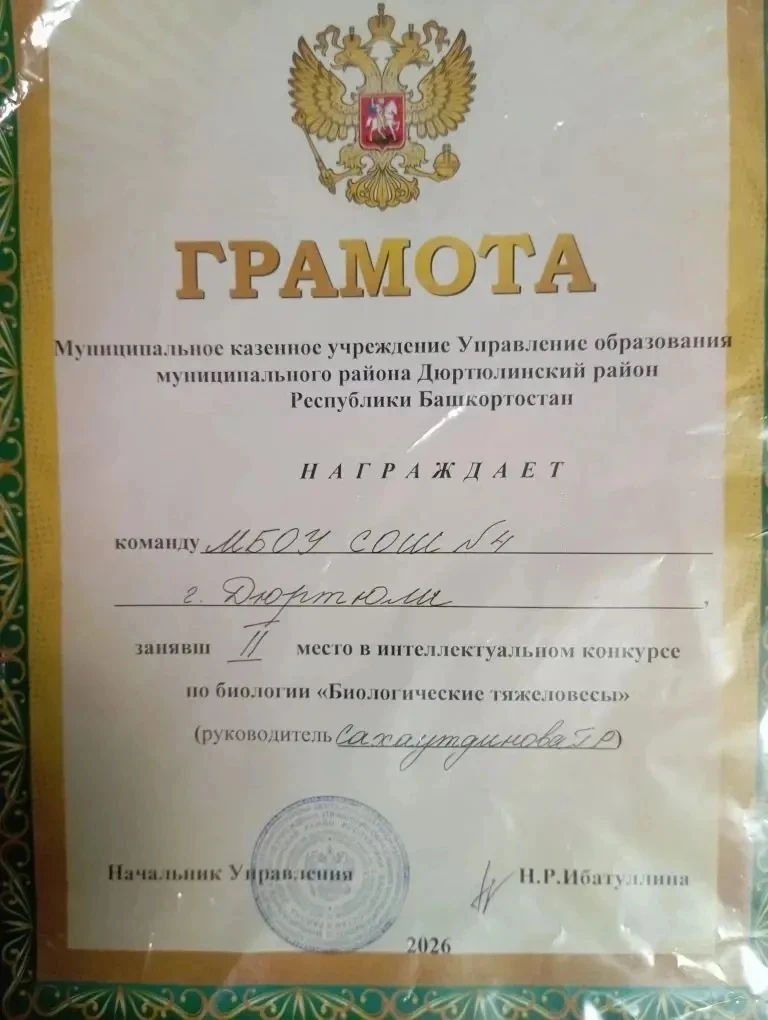 ГРАМОТА
Муниципальное казенное учреждение Управление образования
муниципального района Дюртюлинский район
Республики Башкортостан
НАГРАЖДАЕТ
команду МБОУ СОШ №4
г. Дюртюли,
занявш II место в интеллектуальном конкурсе
по биологии «Биологические тяжеловесы»
(руководитель Сахаутдинова Г Р)
Начальник Управления Н.Р.Ибатуллина
2026